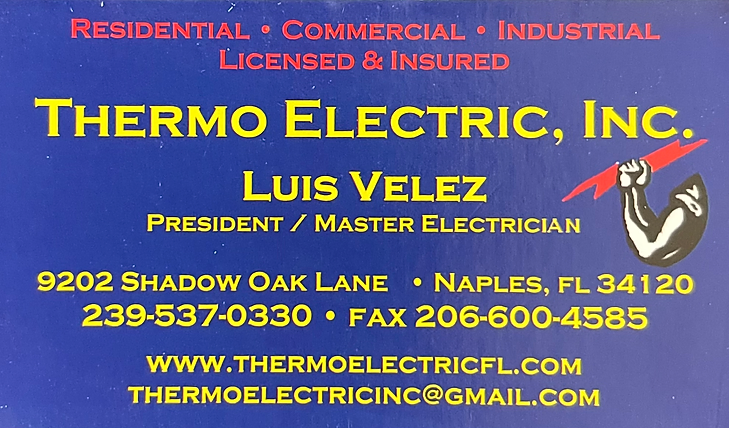 Residential • Commercial • Industrial
Licensed & Insured
Thermo Electric, Inc.
Luis Velez
President / Master Electrician
9202 Shadow Oak Lane • Naples, FL 34120
239-537-0330 • FAX 206-600-4585
www.thermoelectricfl.com
thermoelectricinc@gmail.com